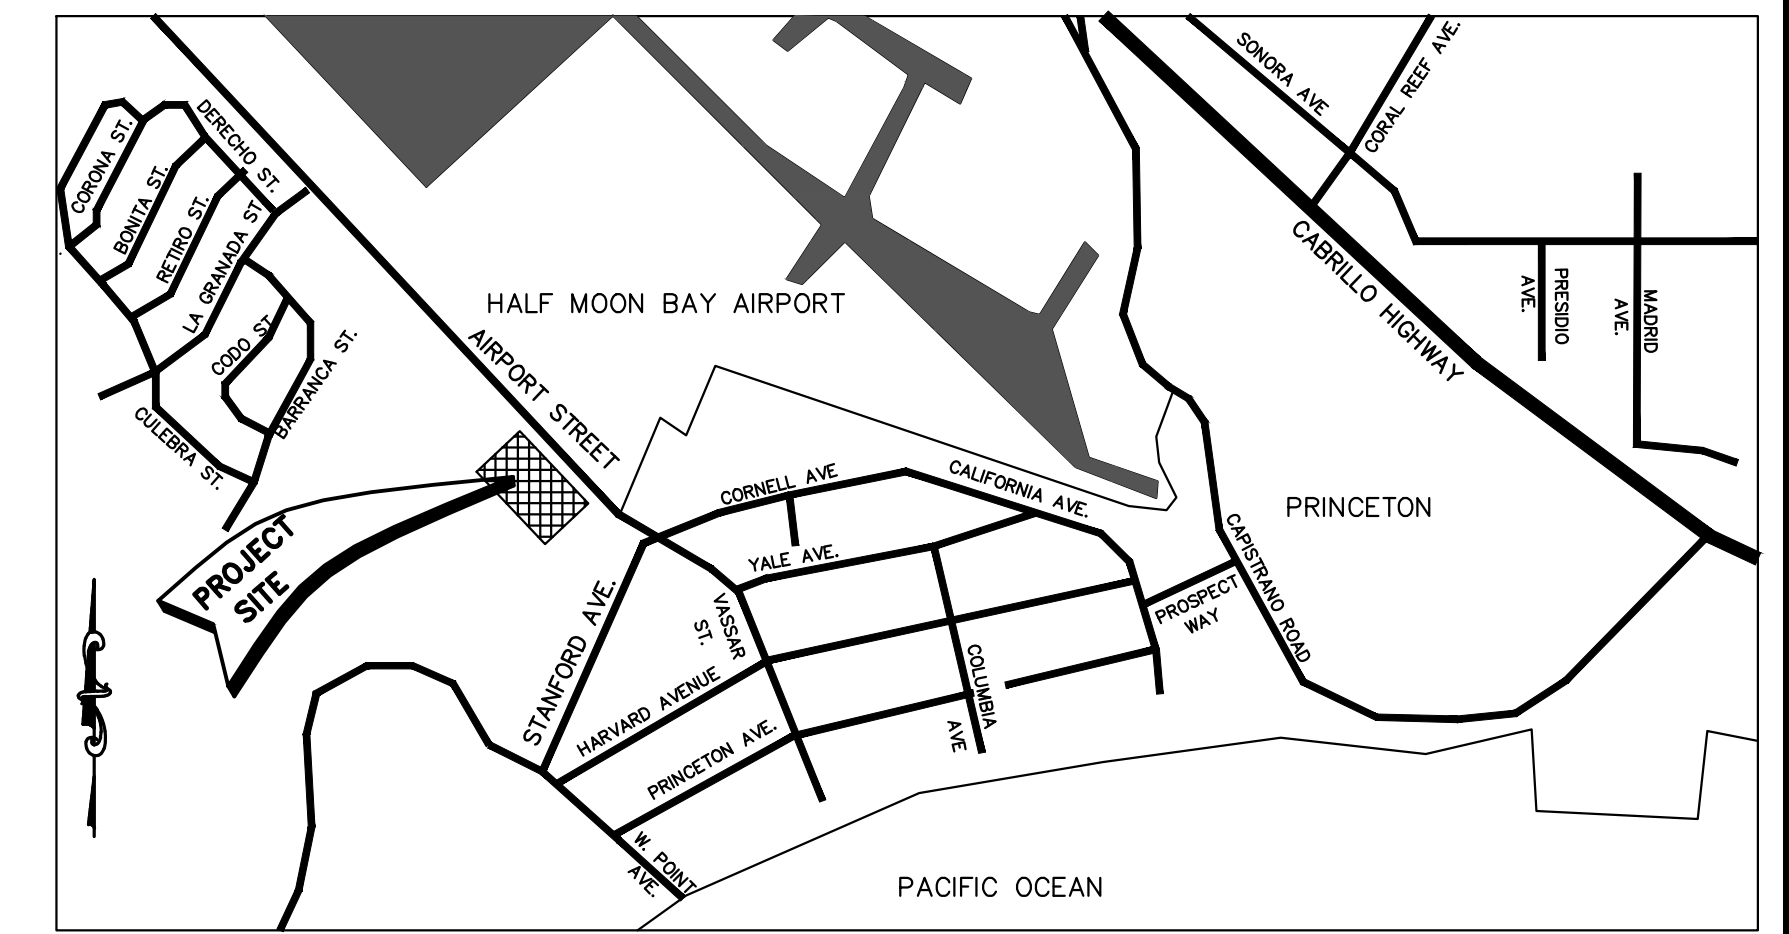 SONORA AVE
CORAL REEF AVE.
DERECHO ST.
CORONA ST.
BONITA ST.
RETIRO ST.
LA GRANADA ST
CODO ST
BARRANCA ST.
CULEBRA ST.
HALF MOON BAY AIRPORT
AIRPORT STREET
CABRILLO HIGHWAY
PRESIDIO
AVE.
MADRID
AVE.
PROJECT
SITE
CORNELL AVE
CALIFORNIA AVE.
YALE AVE.
PRINCETON
CAPISTRANO ROAD
PROSPECT
WAY
VASSAR
ST.
STANFORD AVE.
HARVARD AVENUE
COLUMBIA
AVE
PRINCETON AVE.
W. POINT
AVE.
PACIFIC OCEAN